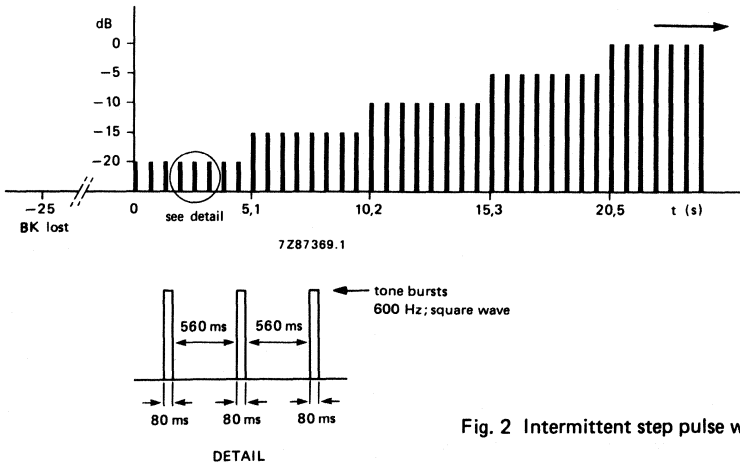 dB
0
−5
−10
−15
−20
−25
BK lost
0
see detail
5,1
10,2
15,3
20,5
t (s)
7Z87369.1
tone bursts
600 Hz; square wave
560 ms
560 ms
80 ms
80 ms
80 ms
DETAIL
Fig. 2 Intermittent step pulse w